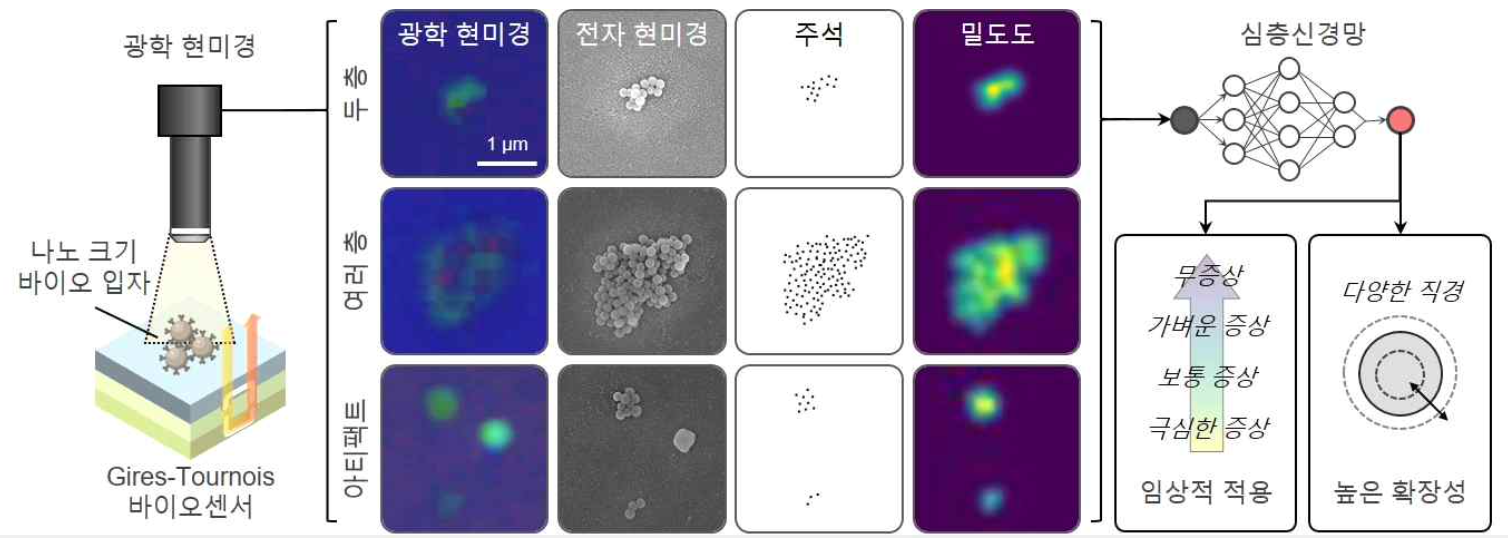 광학 현미경
나노 크기
바이오 입자
Gires-Tournois
바이오센서
광학 현미경
전자 현미경
주석
밀도도
두 층
1 μm
여러 층
아티팩트
심층신경망
무증상
가벼운 증상
보통 증상
극심한 증상
임상적 적용
다양한 직경
높은 확장성